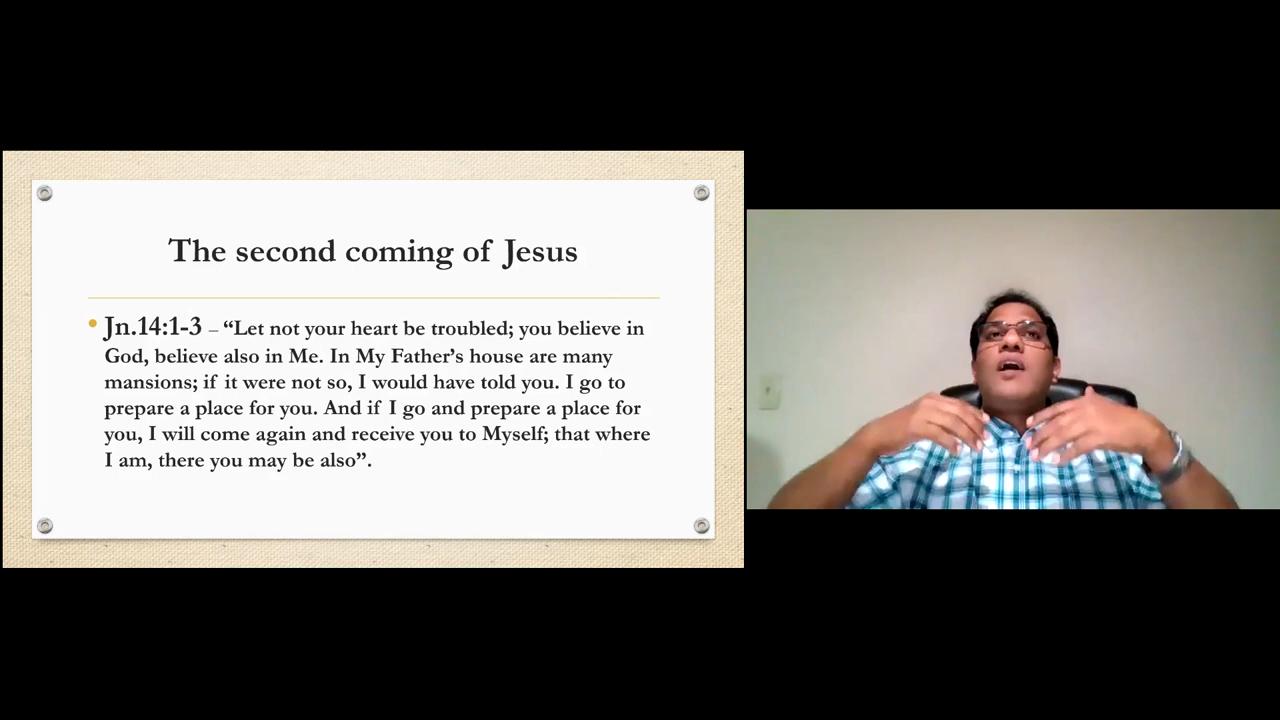 The second coming of Jesus
• Jn.14:1-3 – “Let not your heart be troubled; you believe in
God, believe also in Me. In My Father’s house are many
mansions; if it were not so, I would have told you. I go to
prepare a place for you. And if I go and prepare a place for
you, I will come again and receive you to Myself; that where
I am, there you may be also”.